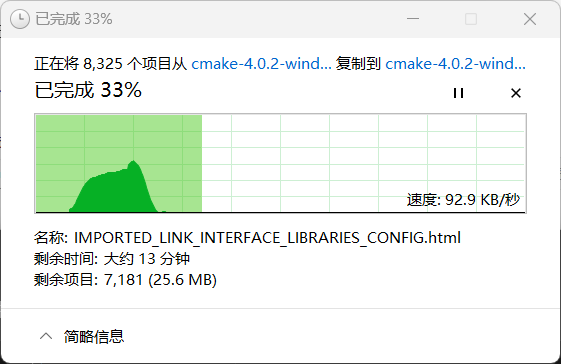 已完成 33%
正在将 8,325 个项目从 cmake-4.0.2-wind... 复制到 cmake-4.0.2-wind...
已完成 33%
速度: 92.9 KB/秒
名称: IMPORTED_LINK_INTERFACE_LIBRARIES_CONFIG.html
剩余时间: 大约 13 分钟
剩余项目: 7,181 (25.6 MB)
简略信息